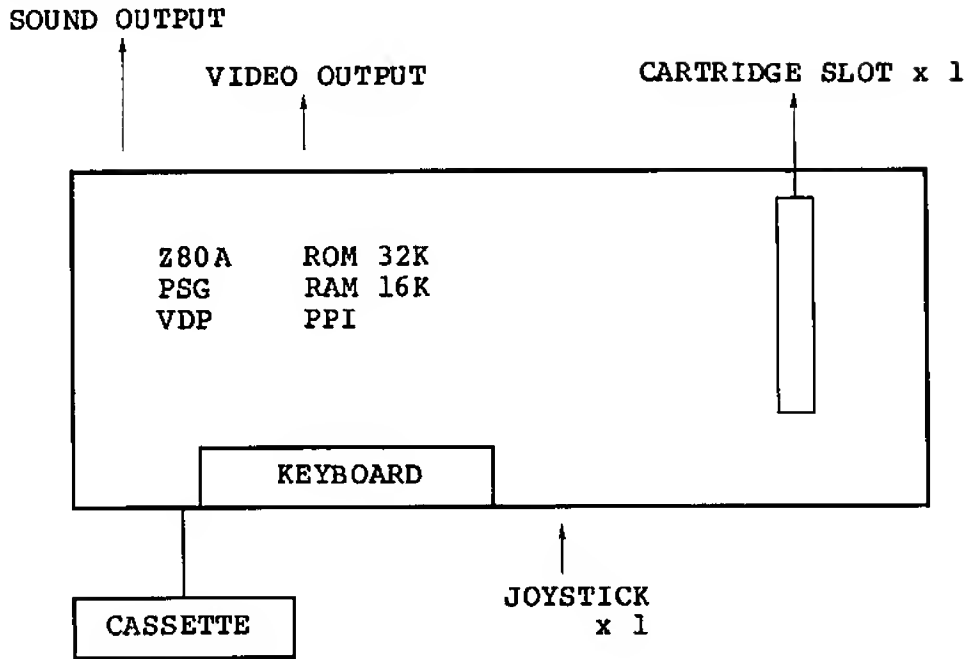 SOUND OUTPUT
VIDEO OUTPUT
CARTRIDGE SLOT x 1
Z80A ROM 32K
PSG RAM 16K
VDP PPI
KEYBOARD
CASSETTE
JOYSTICK
x 1